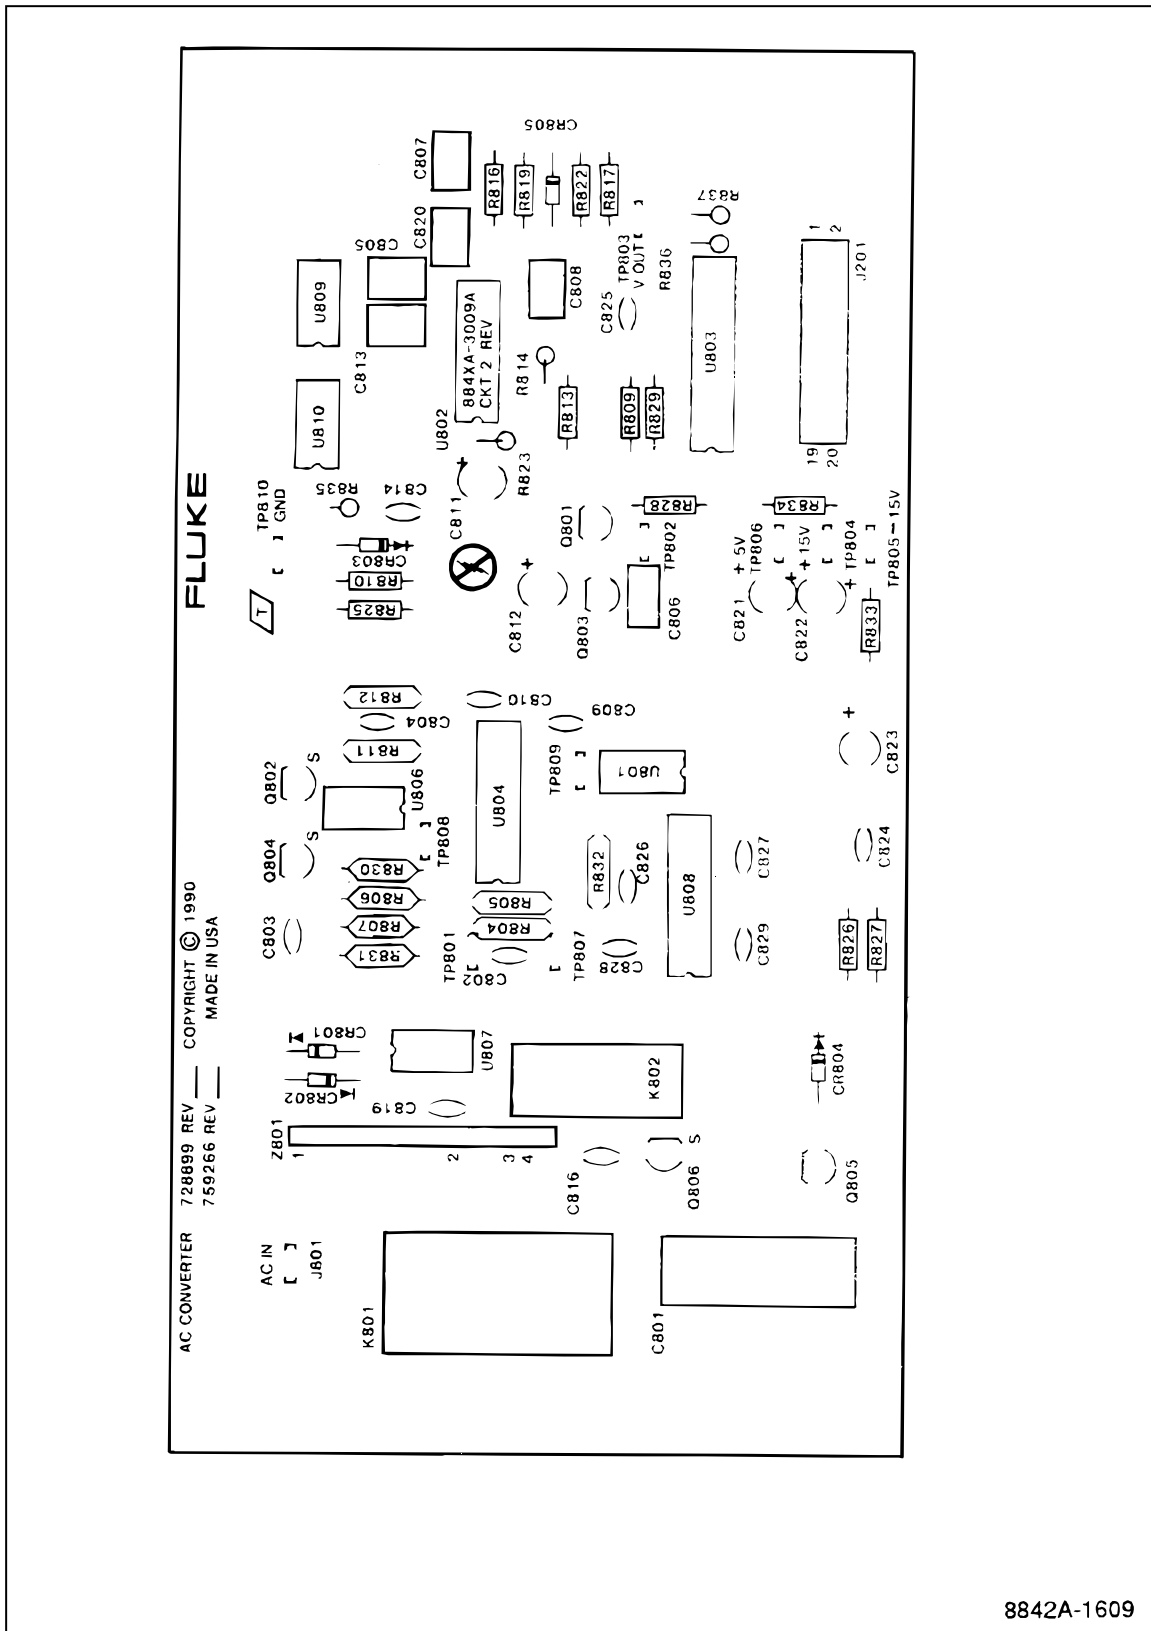 CR805
C807
R816
R819
R822
R817
R837
C820
C805
TP803
V OUT
R836
1
2
J201
U809
884XA-3009A
CKT 2 REV
C808
C825
U803
C813
R814
U810
U802
R813
R809
R829
19
20
FLUKE
TP810
GND
R835
C814
C811
R823
Q801
R828
TP802
R834
+ 5V
TP806
+ 15V
TP804
TP805 - 15V
CR803
R810
R825
T
C812
Q803
C806
C821
C822
R833
R812
C804
C810
C809
R811
C823
Q802
S
U806
U804
TP809
U801
Q804
S
TP808
R830
R832
C826
U808
C827
C824
R806
R805
C803
R807
R804
R831
TP801
C802
TP807
C828
C829
R826
R827
COPYRIGHT © 1990
MADE IN USA
CR801
U807
K802
CR804
CR802
C819
Z801
1
2
3
4
C816
S
Q806
Q805
AC CONVERTER 728899 REV
759266 REV
AC IN
J801
K801
C801
8842A-1609